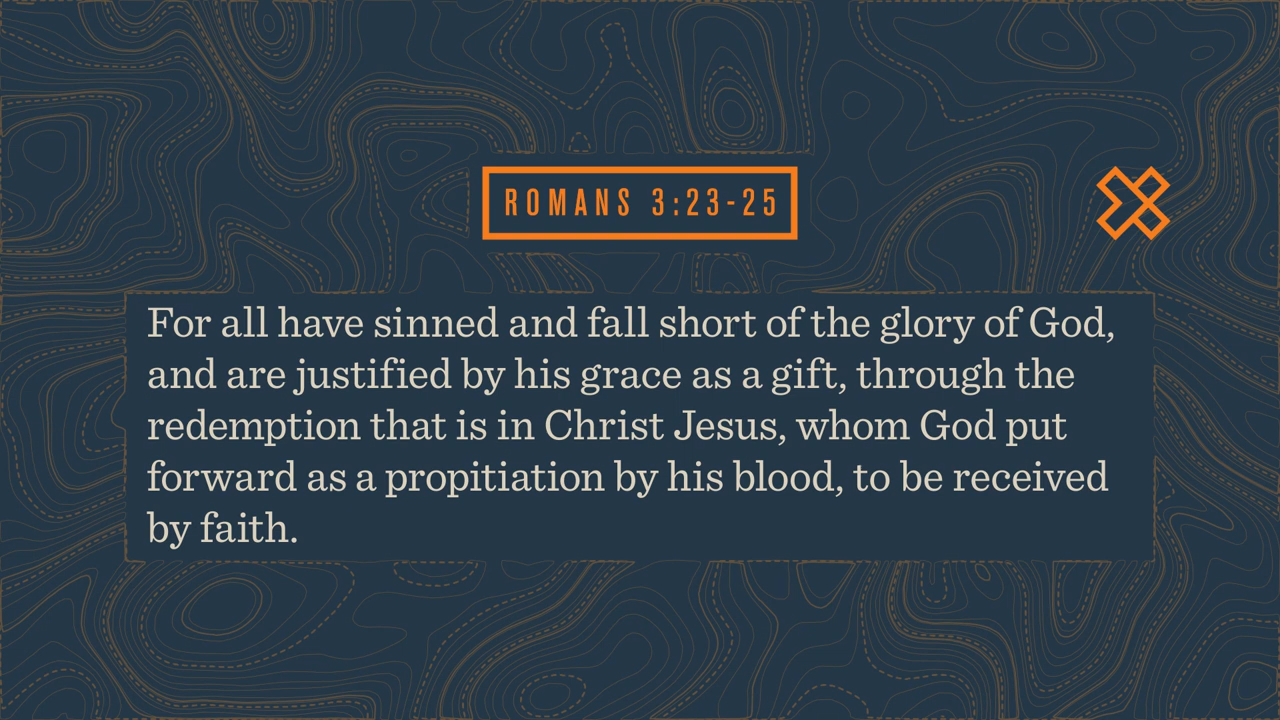 ROMANS 3:23-25
For all have sinned and fall short of the glory of God,
and are justified by his grace as a gift, through the
redemption that is in Christ Jesus, whom God put
forward as a propitiation by his blood, to be received
by faith.